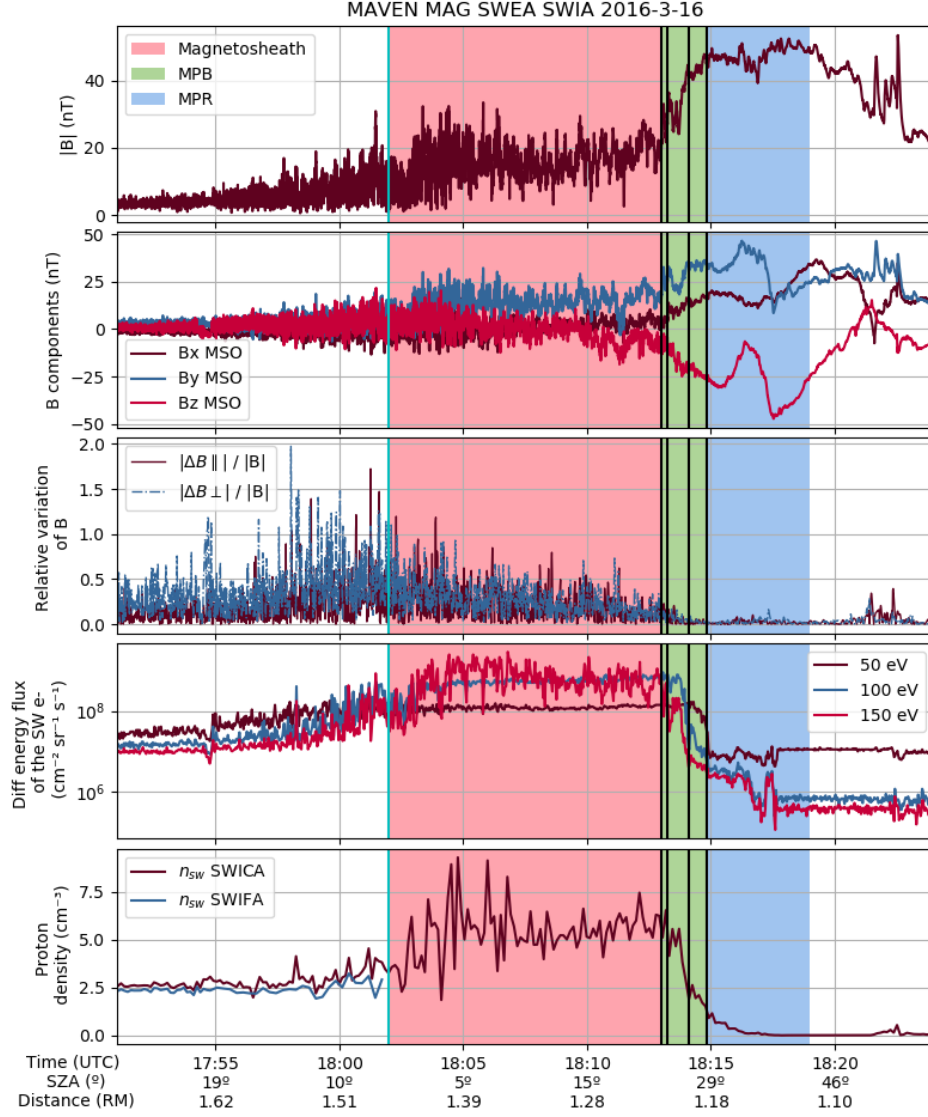 MAVEN MAG SWEA SWIA 2016-3-16
Magnetosheath
MPB
MPR
|B| (nT)
40
20
0
B components (nT)
50
25
0
−25
−50
Bx MSO
By MSO
Bz MSO
Relative variation
of B
2.0
1.5
1.0
0.5
0.0
|ΔB ∥ | / |B|
|ΔB ⊥ | / |B|
Diff energy flux
of the SW e-
(cm⁻² sr⁻¹ s⁻¹)
10⁸
10⁶
50 eV
100 eV
150 eV
Proton
density (cm⁻³)
7.5
5.0
2.5
0.0
nsw SWICA
nsw SWIFA
Time (UTC) 17:55 18:00 18:05 18:10 18:15 18:20
SZA (º) 19º 10º 5º 15º 29º 46º
Distance (RM) 1.62 1.51 1.39 1.28 1.18 1.10